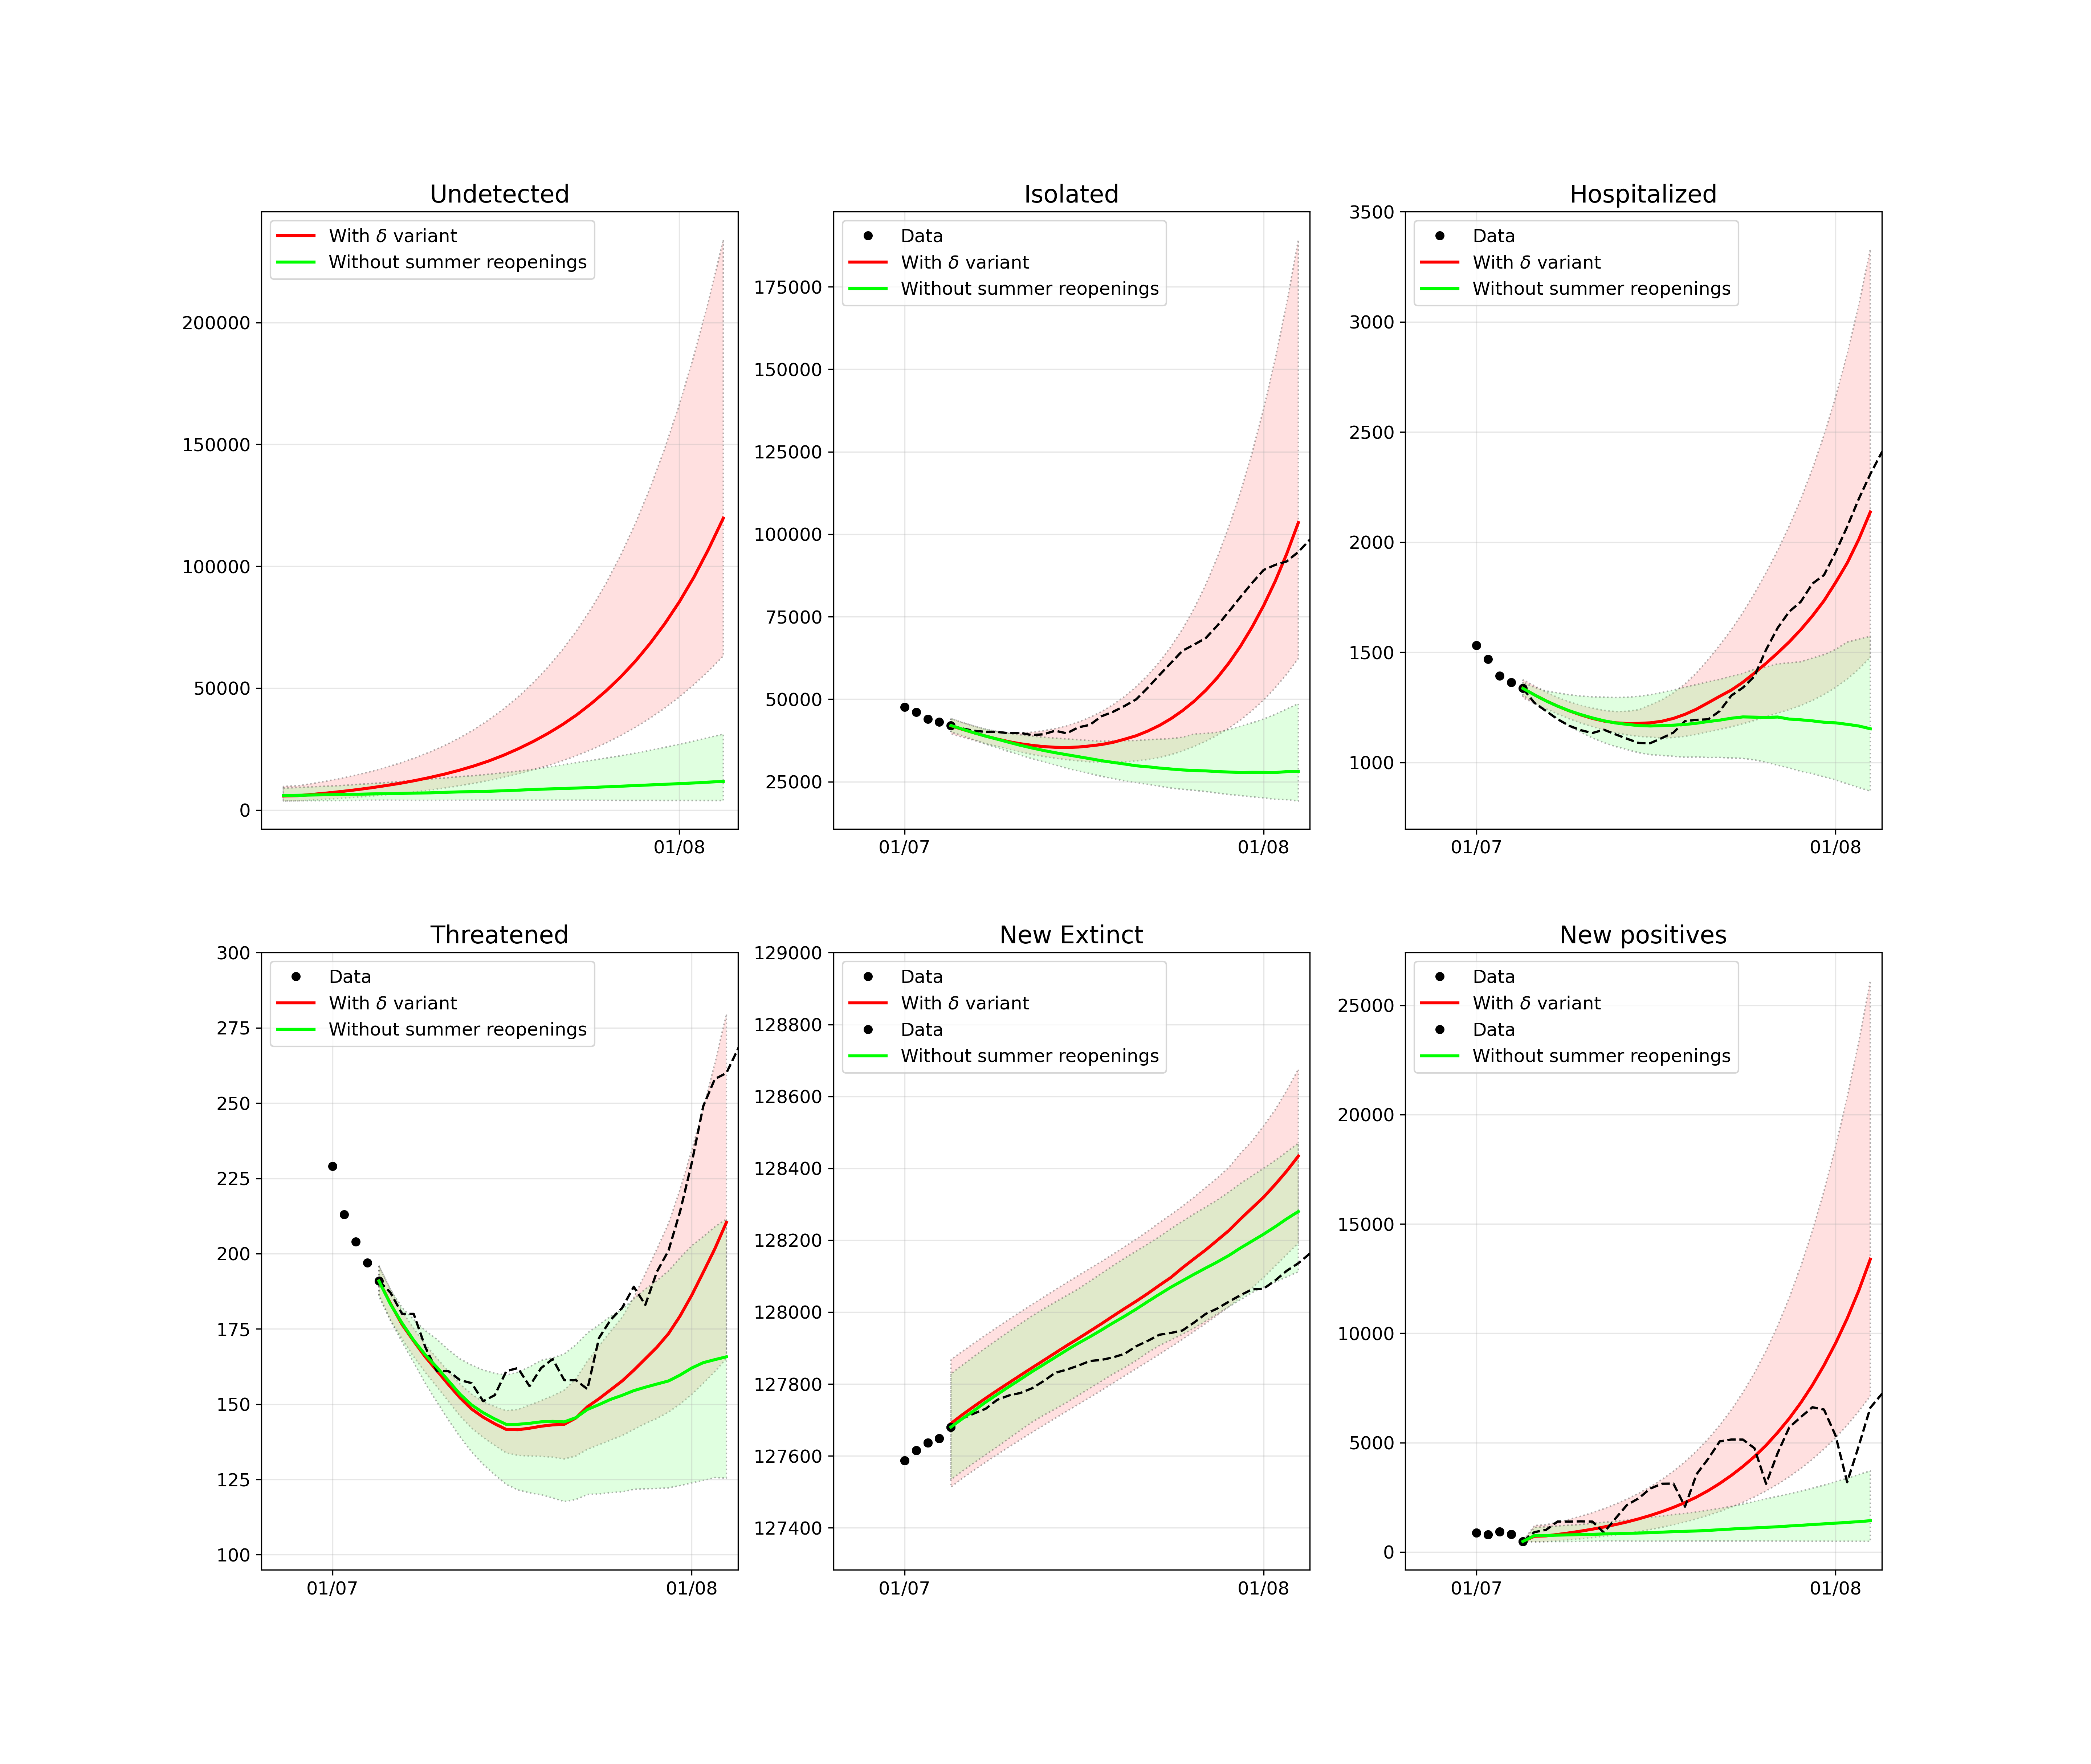 Undetected
With δ variant
Without summer reopenings
200000
150000
100000
50000
0
01/08
Isolated
Data
With δ variant
Without summer reopenings
175000
150000
125000
100000
75000
50000
25000
01/07
01/08
Hospitalized
Data
With δ variant
Without summer reopenings
3500
3000
2500
2000
1500
1000
01/07
01/08
Threatened
Data
With δ variant
Without summer reopenings
300
275
250
225
200
175
150
125
100
01/07
01/08
New Extinct
Data
With δ variant
Data
Without summer reopenings
129000
128800
128600
128400
128200
128000
127800
127600
127400
01/07
01/08
New positives
Data
With δ variant
Data
Without summer reopenings
25000
20000
15000
10000
5000
0
01/07
01/08